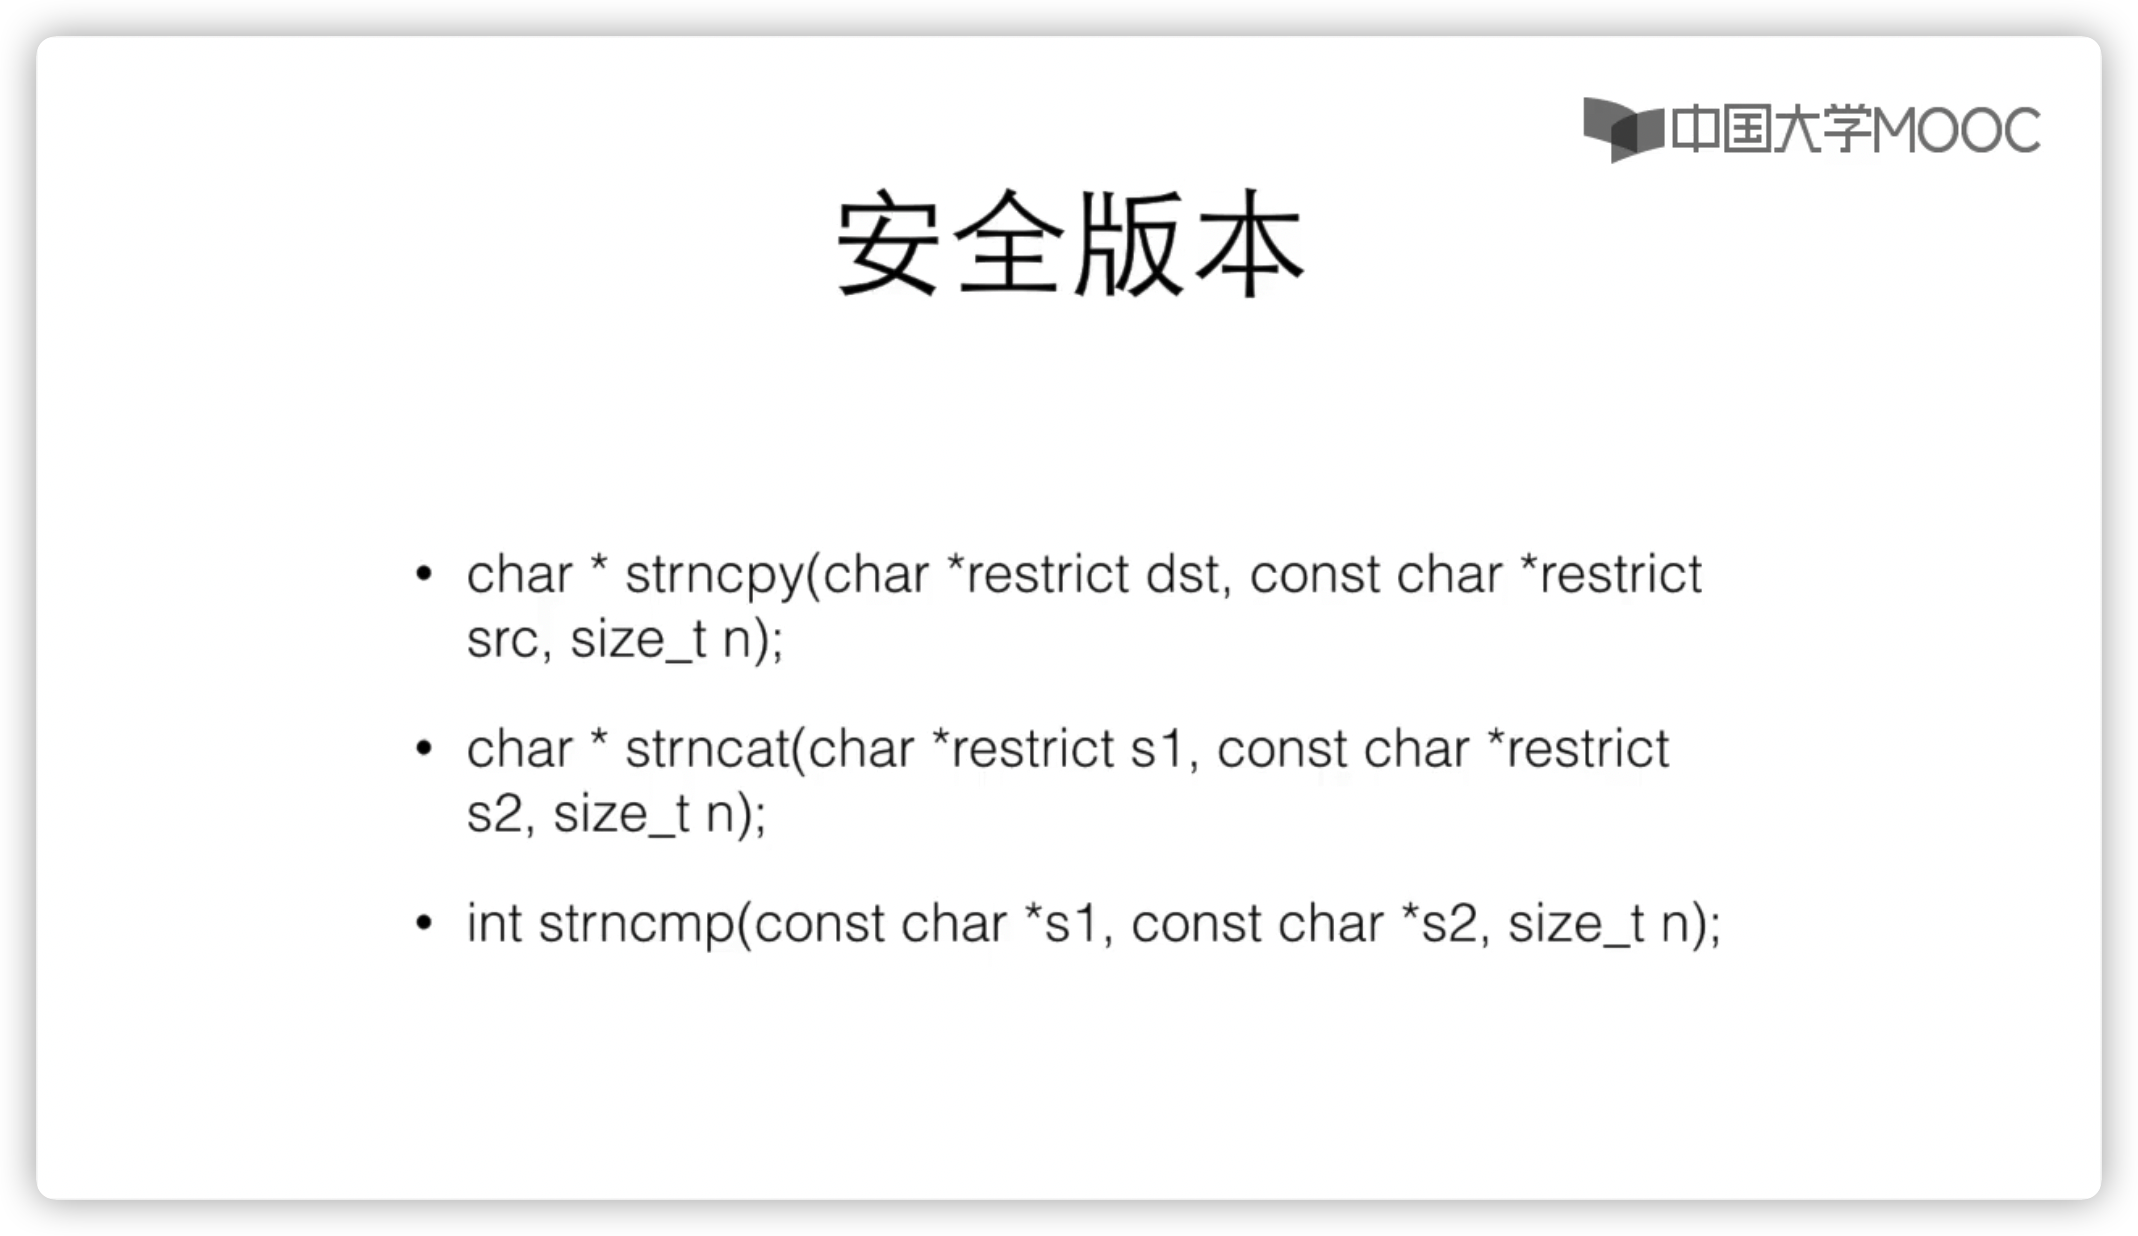 中国大学MOOC
安全版本
• char * strncpy(char *restrict dst, const char *restrict
src, size_t n);
• char * strncat(char *restrict s1, const char *restrict
s2, size_t n);
• int strncmp(const char *s1, const char *s2, size_t n);